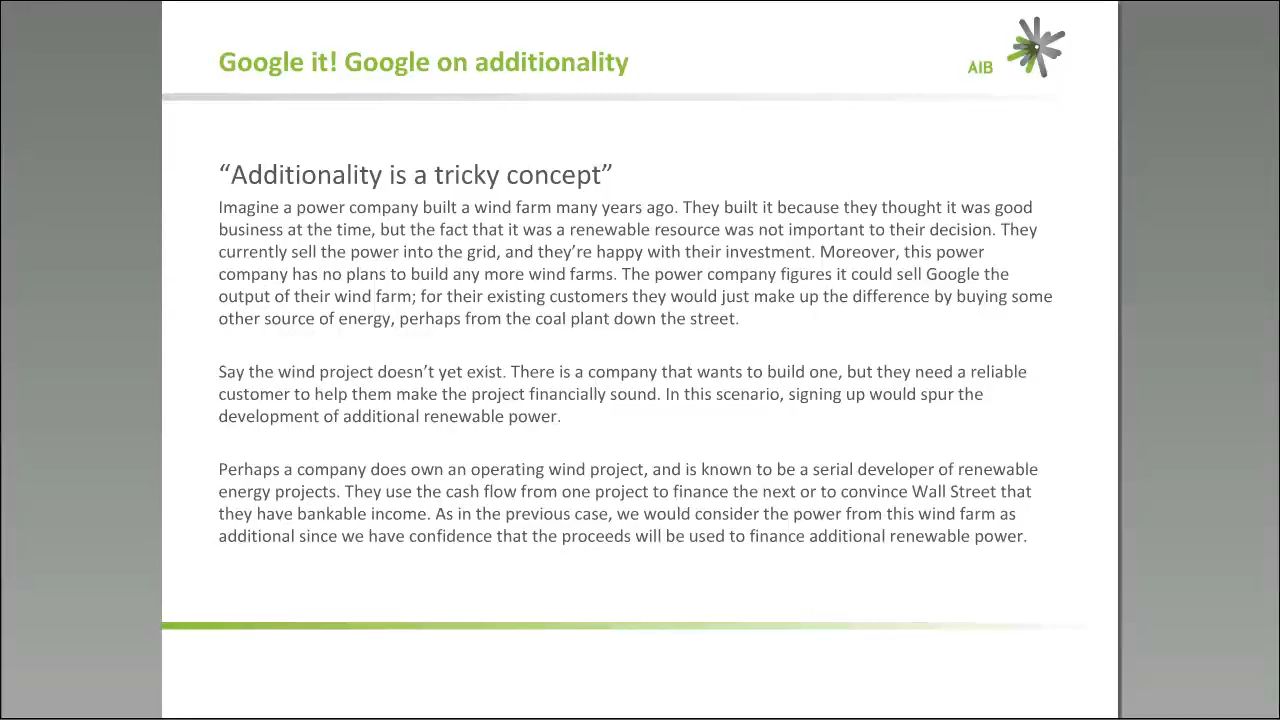 Google it! Google on additionality
AIB
“Additionality is a tricky concept”
Imagine a power company built a wind farm many years ago. They built it because they thought it was good
business at the time, but the fact that it was a renewable resource was not important to their decision. They
currently sell the power into the grid, and they’re happy with their investment. Moreover, this power
company has no plans to build any more wind farms. The power company figures it could sell Google the
output of their wind farm; for their existing customers they would just make up the difference by buying some
other source of energy, perhaps from the coal plant down the street.
Say the wind project doesn’t yet exist. There is a company that wants to build one, but they need a reliable
customer to help them make the project financially sound. In this scenario, signing up would spur the
development of additional renewable power.
Perhaps a company does own an operating wind project, and is known to be a serial developer of renewable
energy projects. They use the cash flow from one project to finance the next or to convince Wall Street that
they have bankable income. As in the previous case, we would consider the power from this wind farm as
additional since we have confidence that the proceeds will be used to finance additional renewable power.